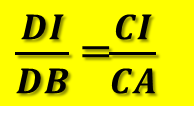 DI/DB = CI/CA